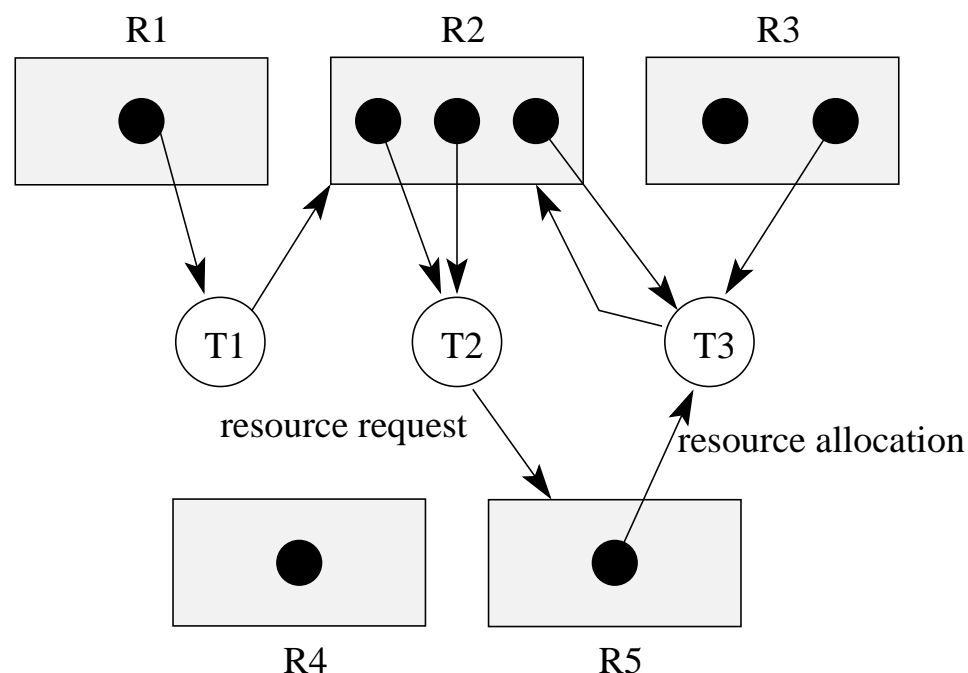 R1
R2
R3
T1
T2
T3
resource request
resource allocation
R4
R5